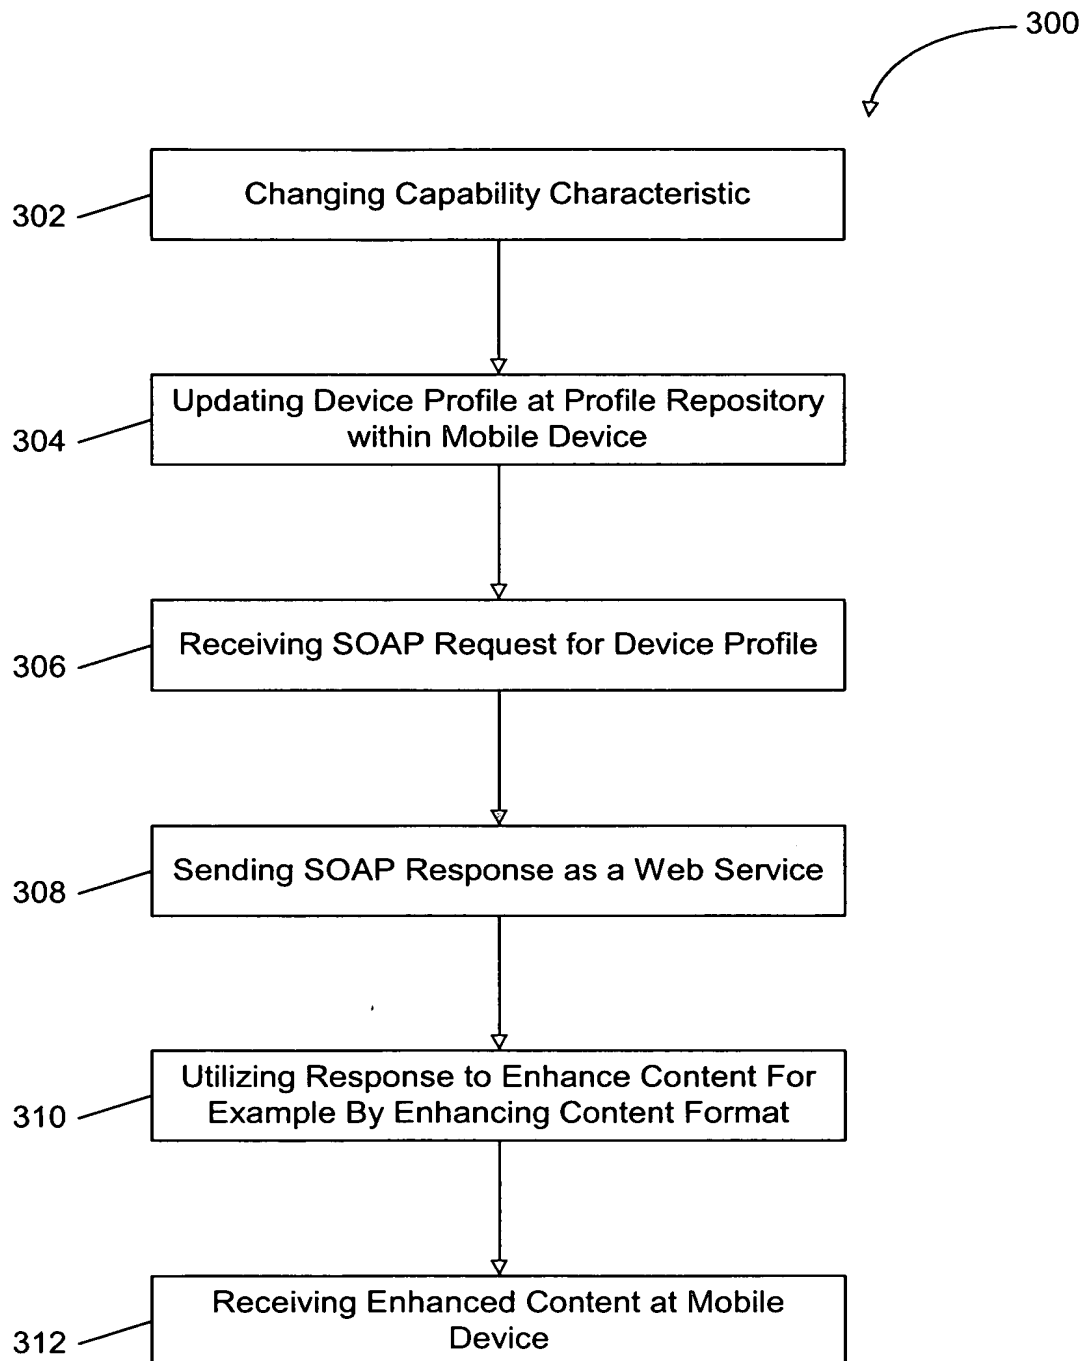 300
302
Changing Capability Characteristic
304
Updating Device Profile at Profile Repository
within Mobile Device
306
Receiving SOAP Request for Device Profile
308
Sending SOAP Response as a Web Service
310
Utilizing Response to Enhance Content For
Example By Enhancing Content Format
312
Receiving Enhanced Content at Mobile
Device